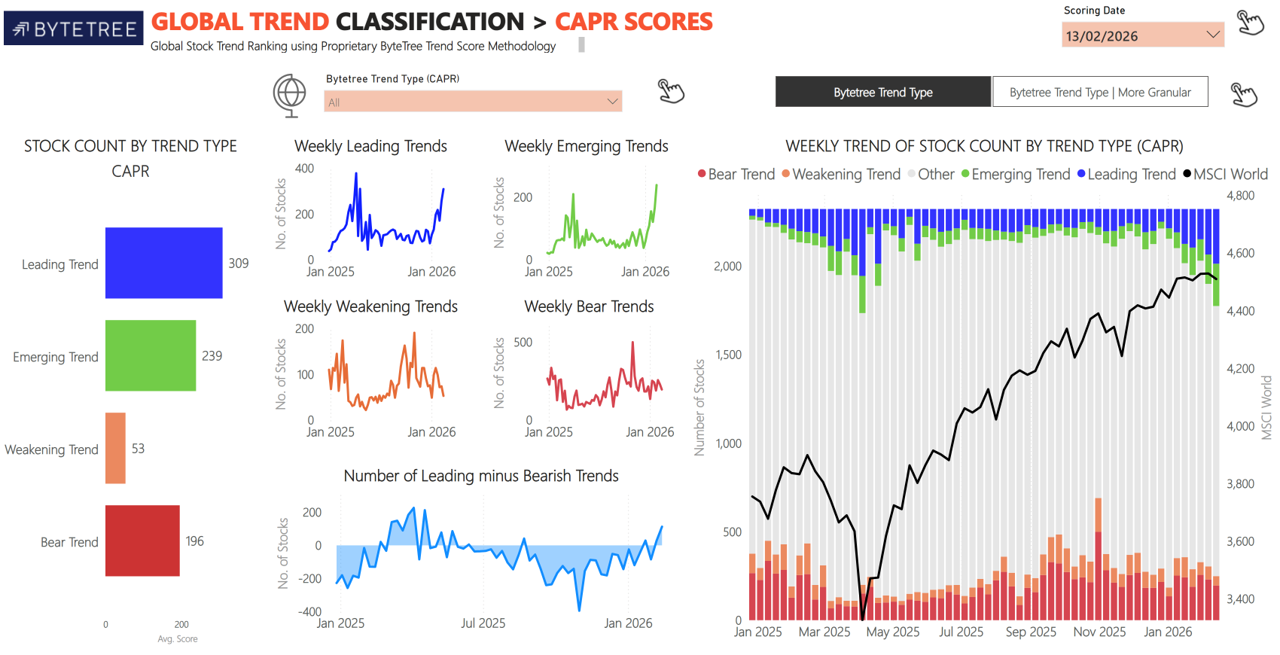 BYTETREE
GLOBAL TREND CLASSIFICATION > CAPR SCORES
Global Stock Trend Ranking using Proprietary ByteTree Trend Score Methodology
Scoring Date
13/02/2026
Bytetree Trend Type (CAPR)
All
Bytetree Trend Type
Bytetree Trend Type | More Granular
STOCK COUNT BY TREND TYPE
CAPR
Leading Trend
309
Emerging Trend
239
Weakening Trend
53
Bear Trend
196
0
200
Avg. Score
Weekly Leading Trends
No. of Stocks
400
200
0
Jan 2025
Jan 2026
Weekly Emerging Trends
No. of Stocks
200
0
Jan 2025
Jan 2026
Weekly Weakening Trends
No. of Stocks
200
100
0
Jan 2025
Jan 2026
Weekly Bear Trends
No. of Stocks
500
0
Jan 2025
Jan 2026
Number of Leading minus Bearish Trends
No. of Stocks
200
0
-200
-400
Jan 2025
Jul 2025
Jan 2026
WEEKLY TREND OF STOCK COUNT BY TREND TYPE (CAPR)
Bear Trend
Weakening Trend
Other
Emerging Trend
Leading Trend
MSCI World
Number of Stocks
2,000
1,500
1,000
500
0
4,800
4,600
4,400
4,200
4,000
3,800
3,600
3,400
MSCI World
Jan 2025
Mar 2025
May 2025
Jul 2025
Sep 2025
Nov 2025
Jan 2026